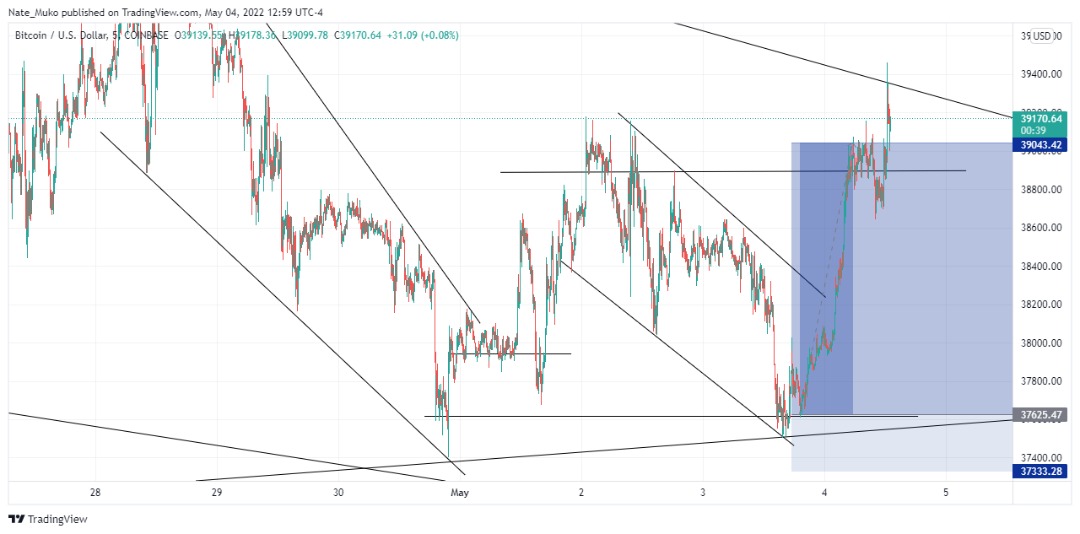 Nate_Muko published on TradingView.com, May 04, 2022 12:59 UTC-4
Bitcoin / U.S. Dollar, 5, COINBASE O39139.55 H39178.36 L39099.78 C39170.64 +31.09 (+0.08%)
USD
39400.00
39170.64
00:39
39043.42
38800.00
38600.00
38400.00
38200.00
38000.00
37800.00
37625.47
37400.00
37333.28
28 29 30 May 2 3 4 5
TradingView